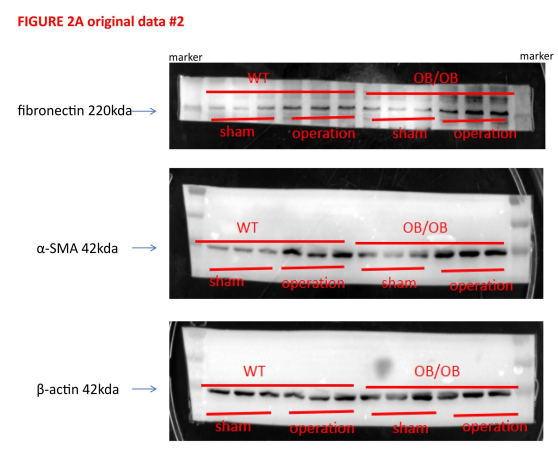 FIGURE 2A original data #2
marker
marker
WT
OB/OB
fibronectin 220kda
sham
operation
sham
operation
WT
OB/OB
α-SMA 42kda
sham
operation
sham
operation
WT
OB/OB
β-actin 42kda
sham
operation
sham
operation